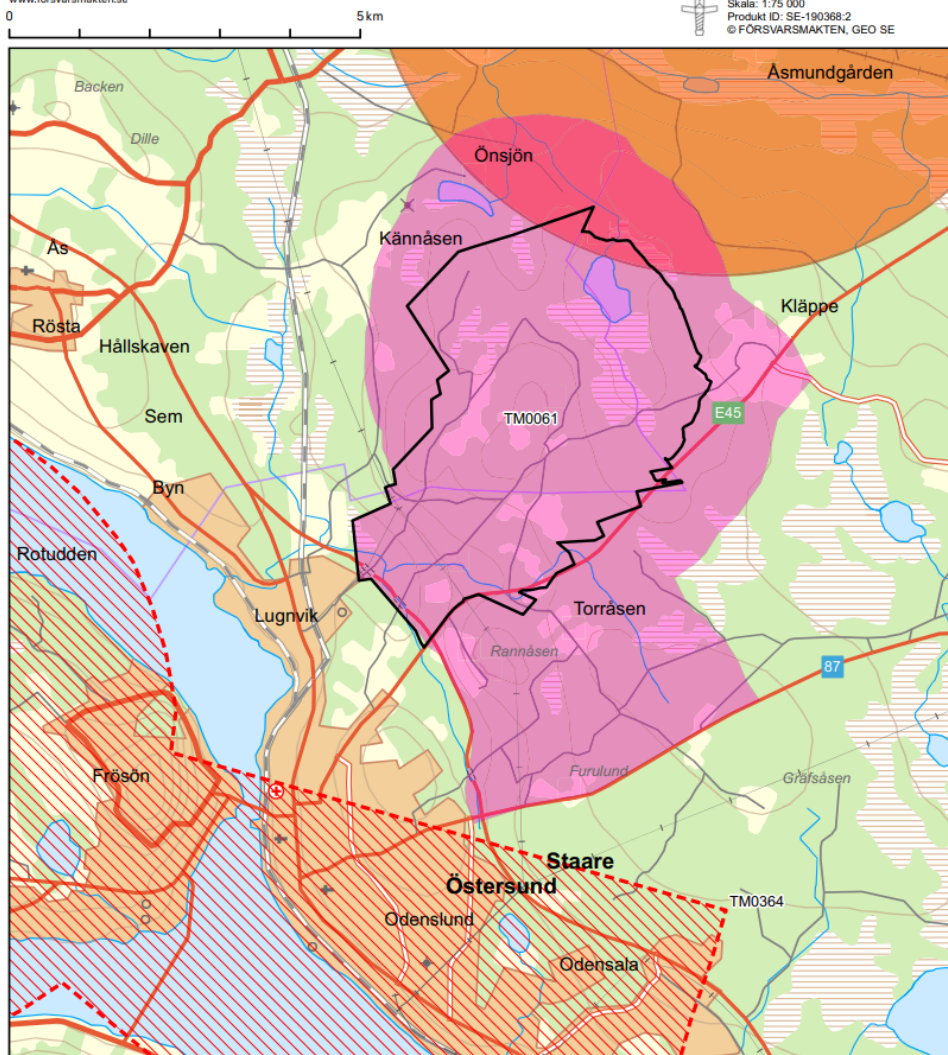 www.forsvarsmakten.se
Skala: 1:75 000
0
5 km
Produkt ID: SE-190368:2
© FÖRSVARSMAKTEN, GEO SE
Åsmundgården
Backen
Dille
Önsjön
Kännåsen
Ås
Kläppe
Rösta
Hållskaven
E45
Sem
TM0061
Byn
Rotudden
Lugnvik
Torråsen
Rannåsen
87
Frösön
Furulund
Gräfsåsen
Staare
Östersund
TM0364
Odenslund
Odensala